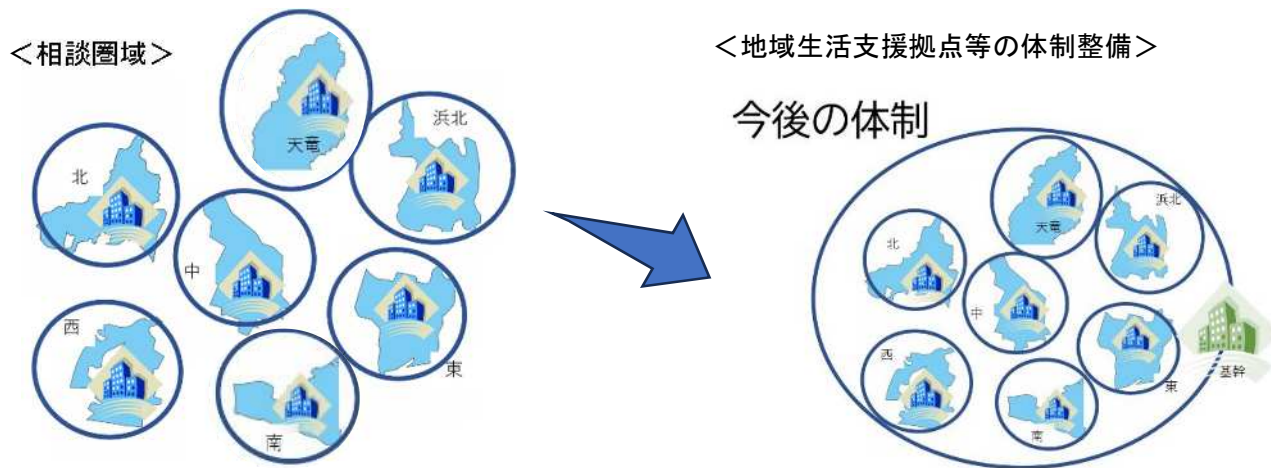 ＜相談圏域＞
天竜
浜北
北
中
西
東
南
＜地域生活支援拠点等の体制整備＞
今後の体制
天竜
浜北
北
中
西
東
南
基幹